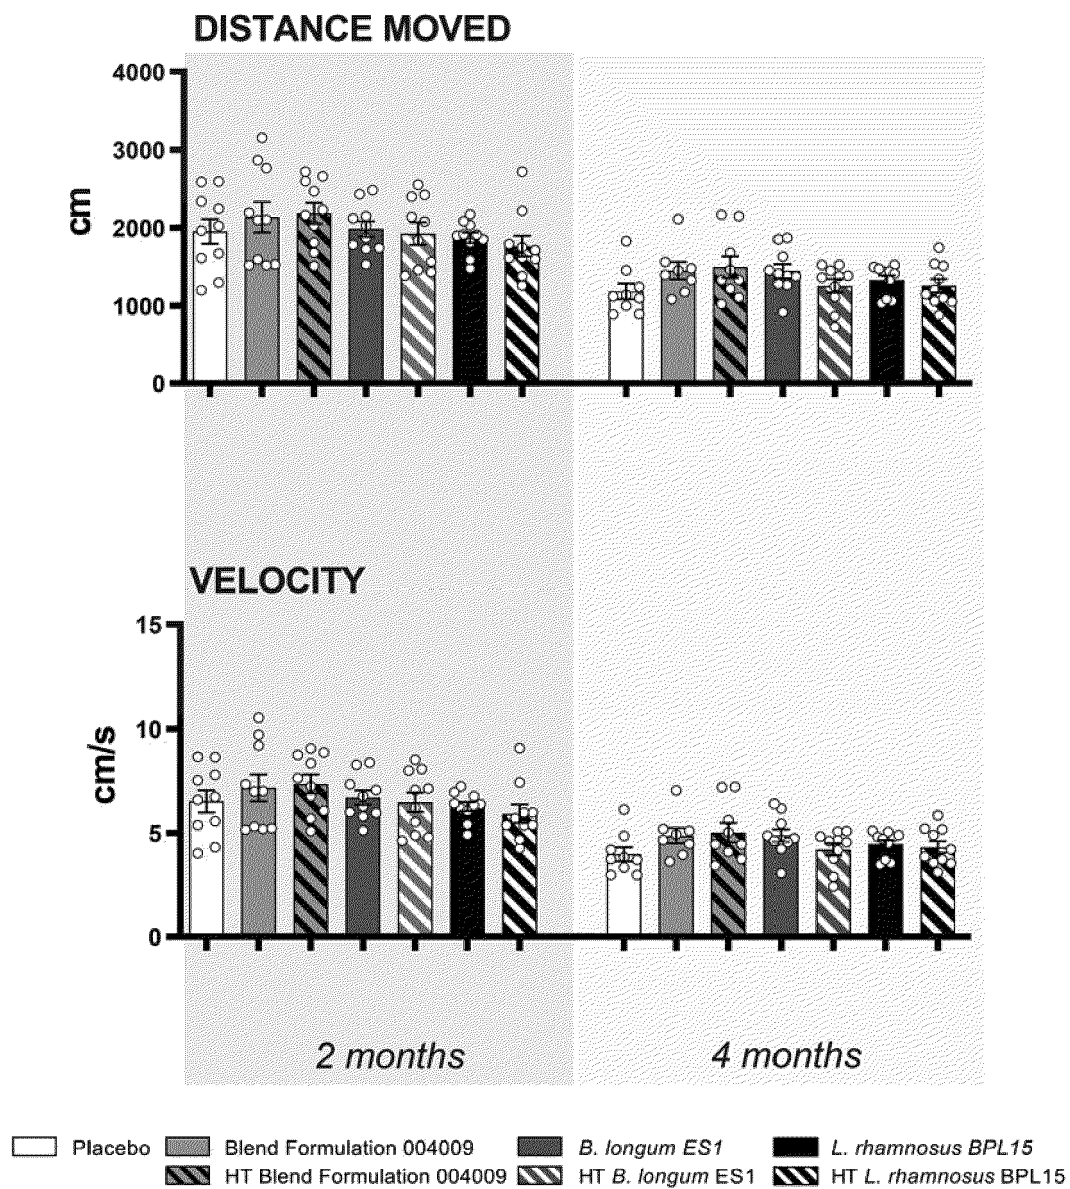 DISTANCE MOVED
4000
3000
2000
1000
0
cm
VELOCITY
15
10
5
0
cm/s
2 months
4 months
Placebo
Blend Formulation 004009
B. longum ES1
L. rhamnosus BPL15
HT Blend Formulation 004009
HT B. longum ES1
HT L. rhamnosus BPL15